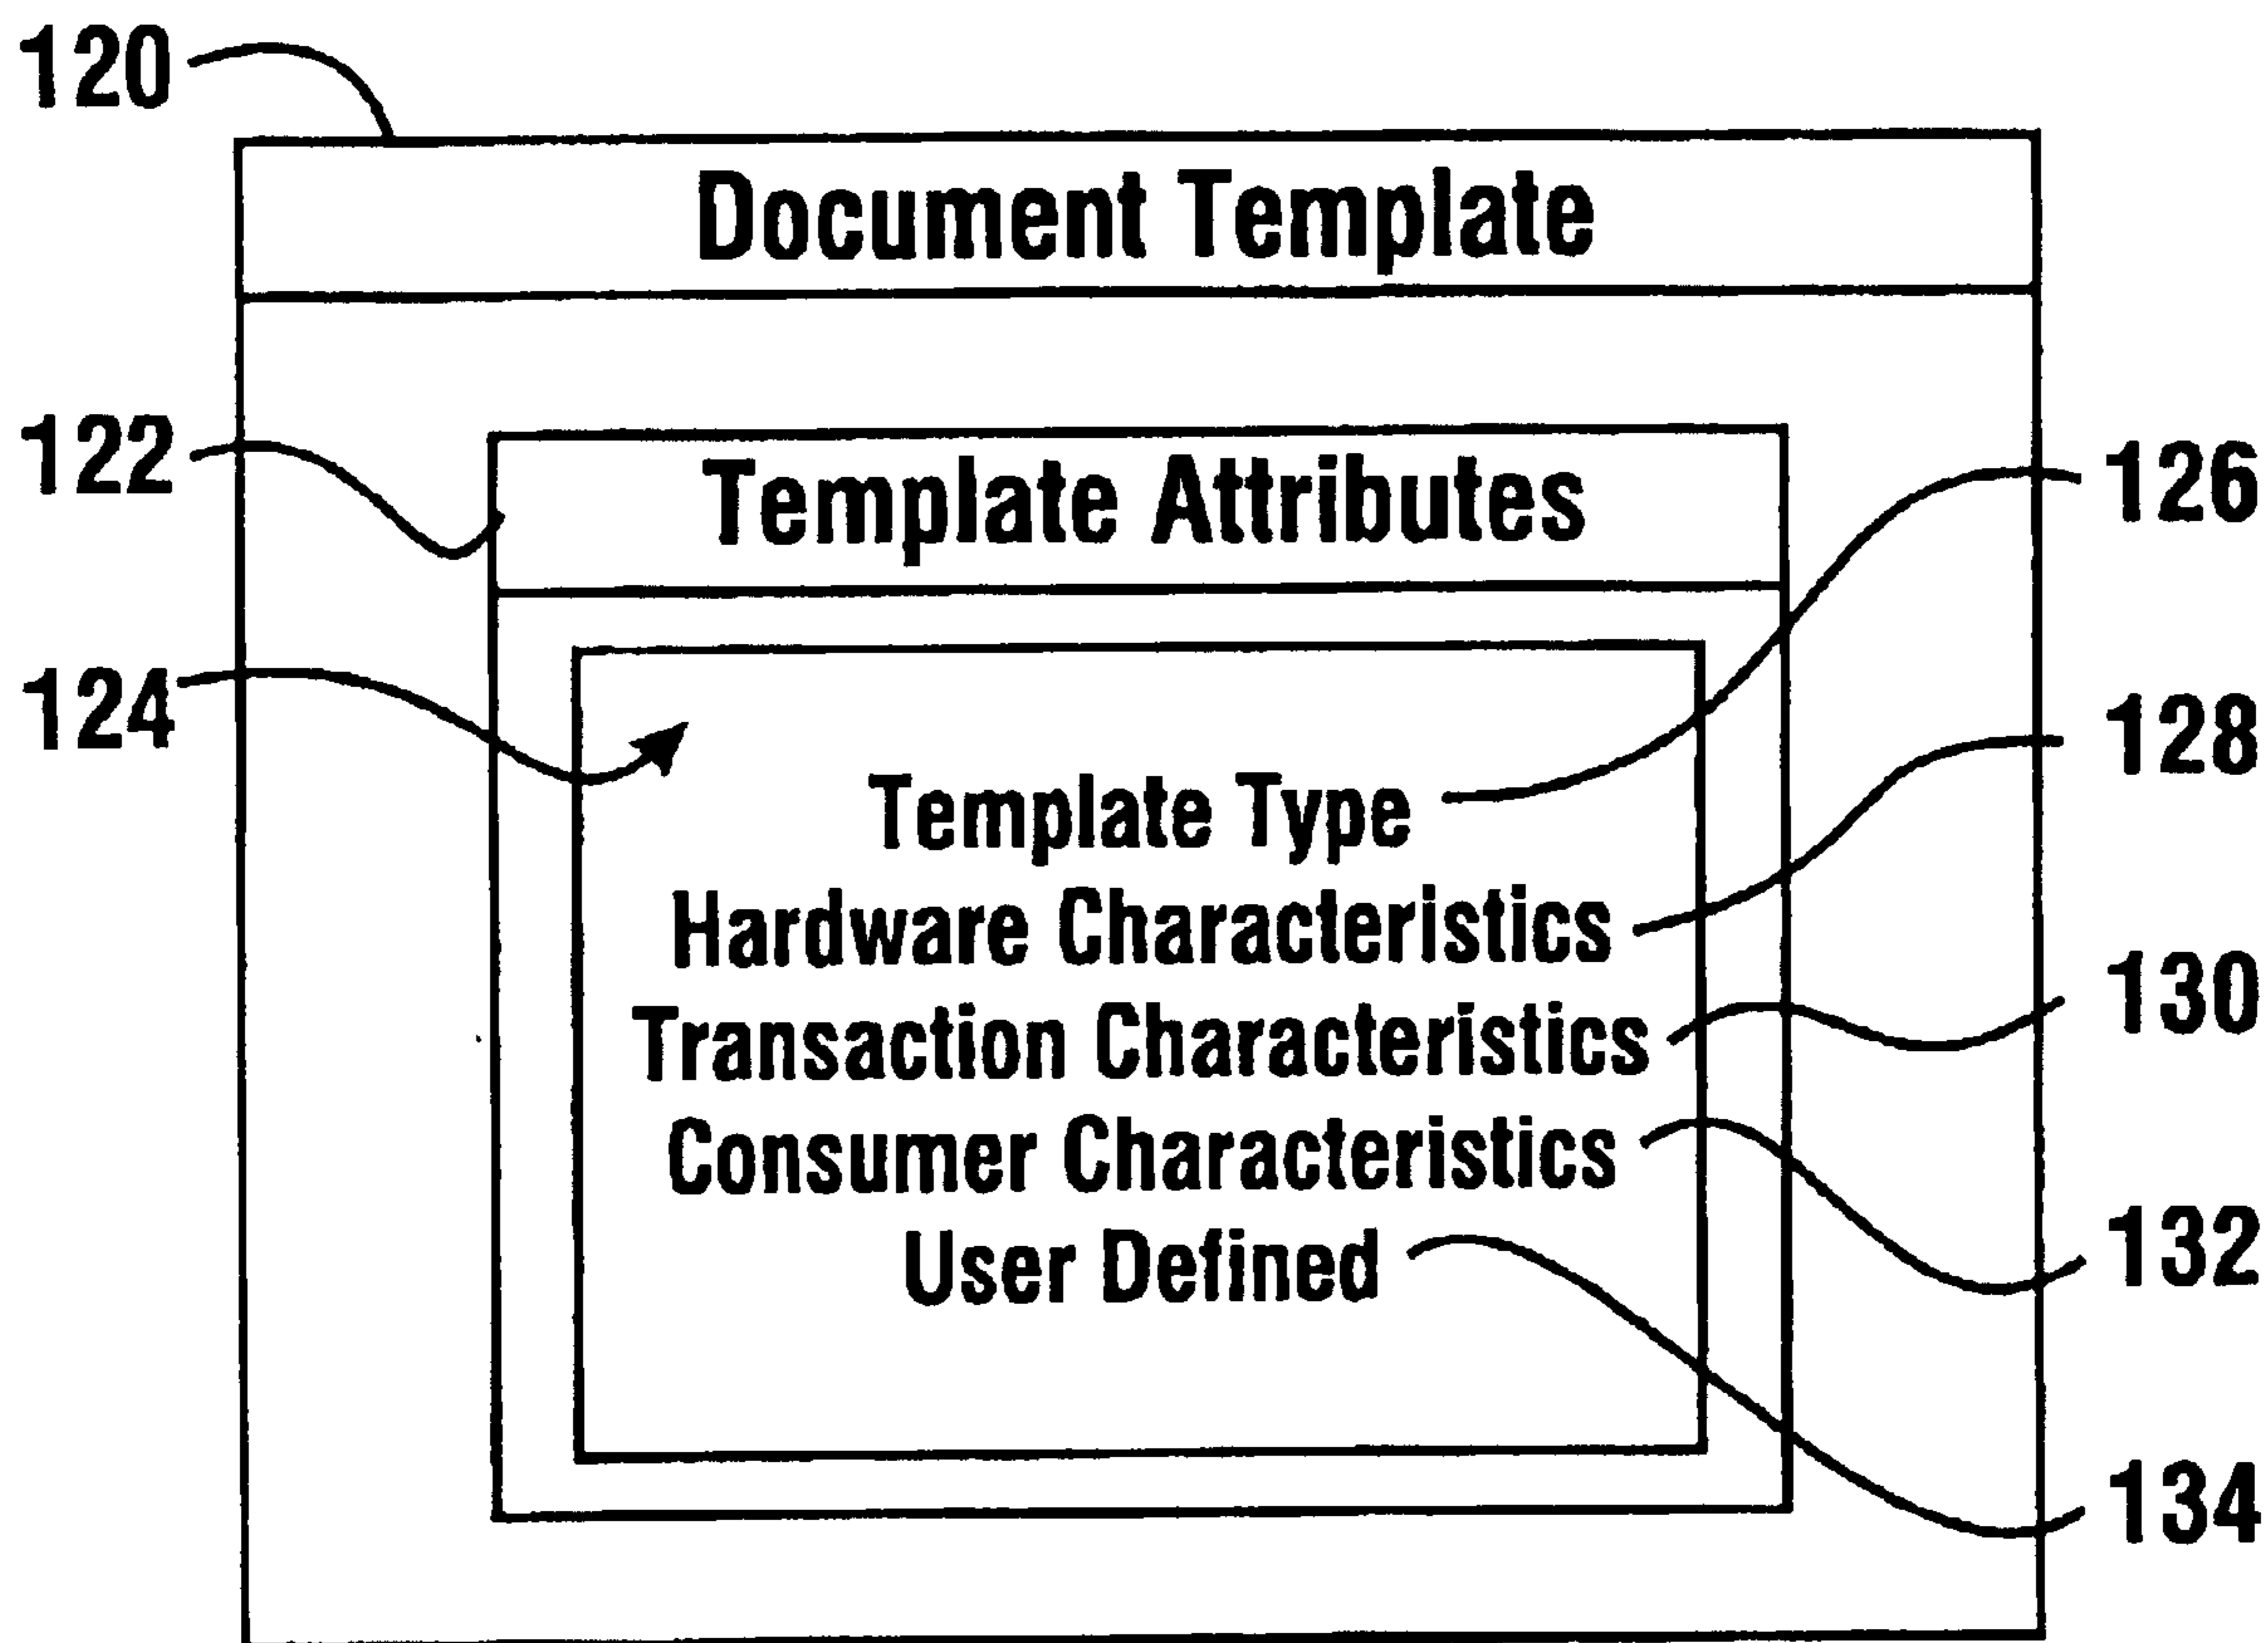 120
Document Template
122
Template Attributes
126
124
128
Template Type
Hardware Characteristics
130
Transaction Characteristics
Consumer Characteristics
132
User Defined
134